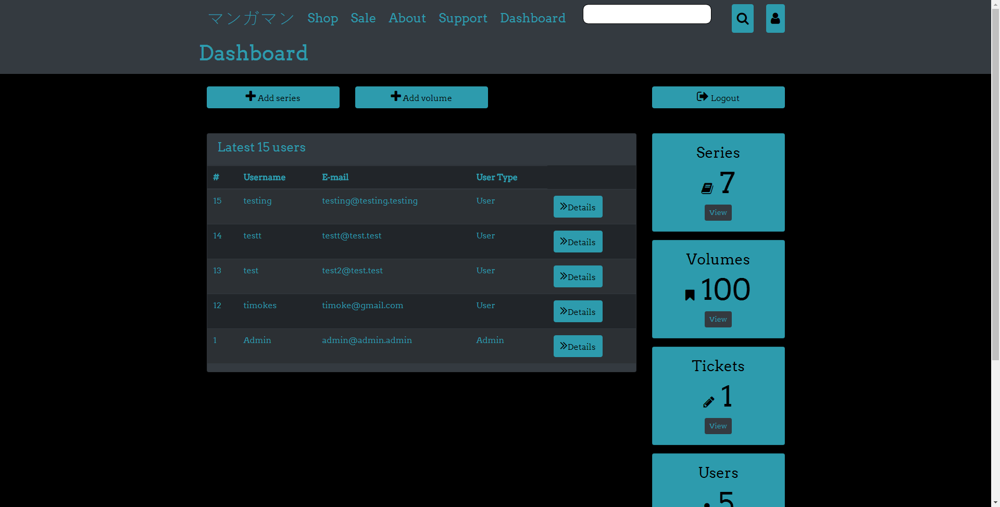 マンガマン Shop Sale About Support Dashboard
Dashboard
Add series Add volume Logout
Latest 15 users
# Username E-mail User Type
15 testing testing@testing.testing User Details
14 testt testt@test.test User Details
13 test test2@test.test User Details
12 timokes timoke@gmail.com User Details
1 Admin admin@admin.admin Admin Details
Series
7
View
Volumes
100
View
Tickets
1
View
Users
5